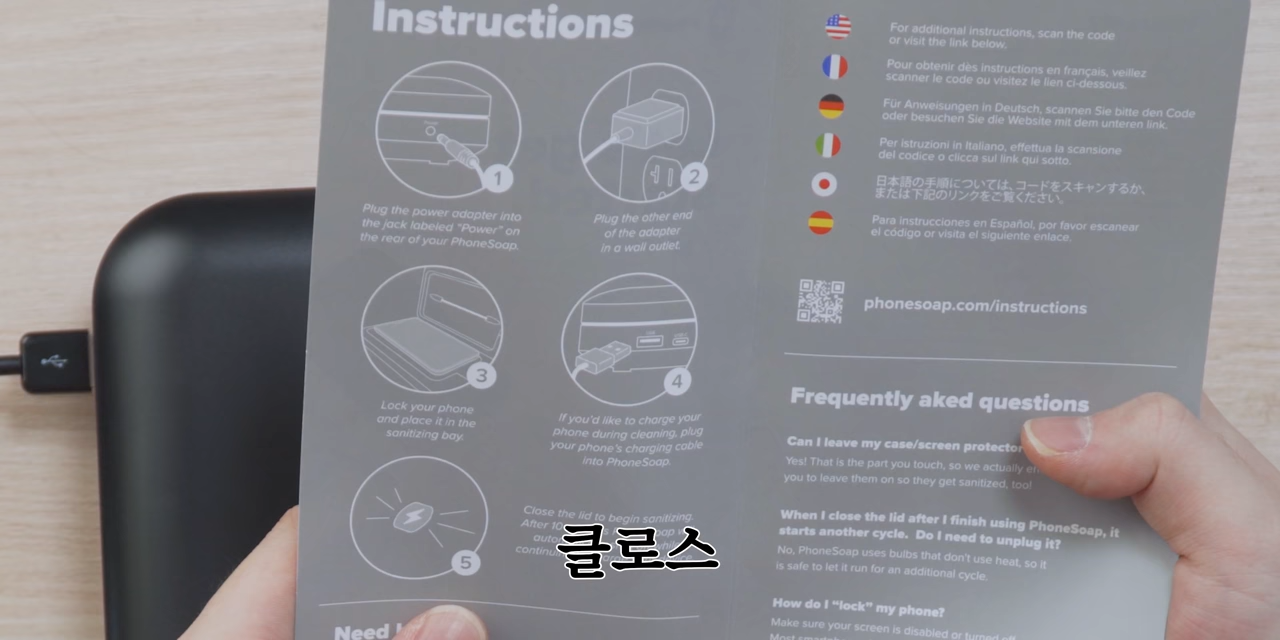 Instructions
1
Plug the power adapter into
the jack labeled "Power" on
the rear of your PhoneSoap.
2
Plug the other end
of the adapter
in a wall outlet.
3
Lock your phone
and place it in the
sanitizing bay.
4
If you'd like to charge your
phone during cleaning, plug
your phone's charging cable
into PhoneSoap.
5
Close the lid to begin sanitizing.
After
클로스
Need
For additional instructions, scan the code
or visit the link below.
Pour obtenir dès instructions en français, veillez
scanner le code ou visitez le lien ci-dessous.
Für Anweisungen in Deutsch, scannen Sie bitte den Code
oder besuchen Sie die Website mit dem unteren link.
Per Istruzioni in Italiano, effettua la scansione
del codice o clicca sul link qui sotto.
日本語の手順については、コードをスキャンするか、
または下記のリンクをご覧ください。
Para instrucciones en Español, por favor escanear
el código or visita el siguiente enlace.
phonesoap.com/instructions
Frequently aked questions
Can I leave my case/screen protector
Yes! That is the part you touch, so we actually
you to leave them on so they get sanitized, too!
When I close the lid after I finish using PhoneSoap, it
starts another cycle. Do I need to unplug it?
No, PhoneSoap uses bulbs that don't use heat, so it
is safe to let it run for an additional cycle.
How do I "lock" my phone?
Make sure your screen is disabled or turned off.